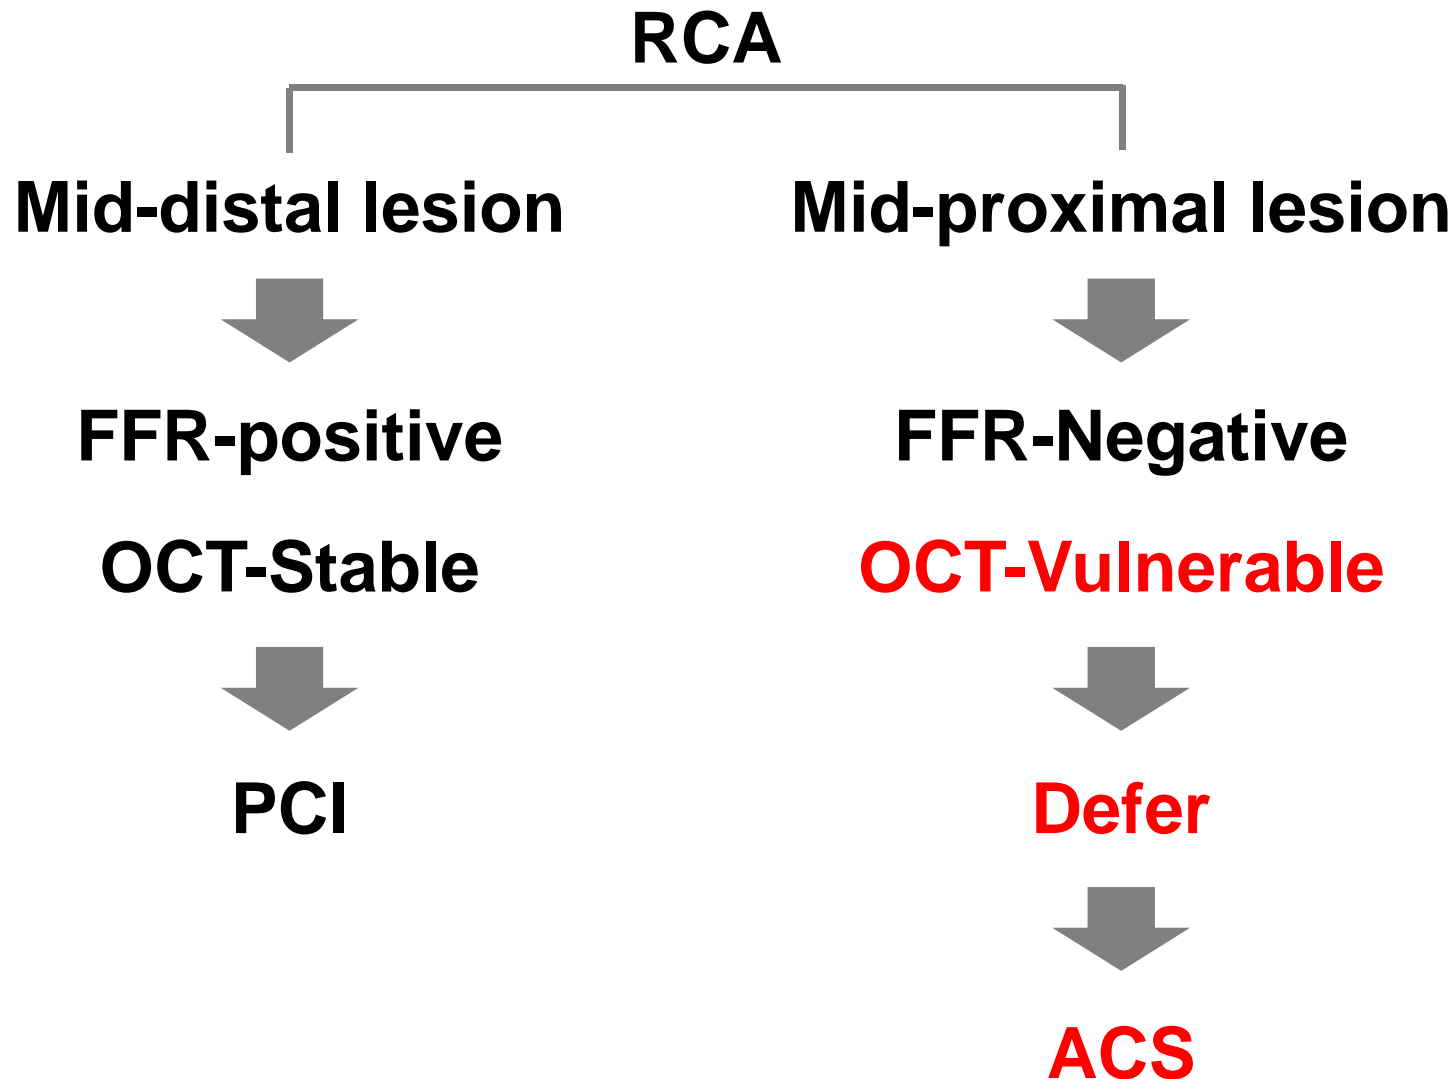 RCA
Mid-distal lesion
Mid-proximal lesion
FFR-positive
FFR-Negative
OCT-Stable
OCT-Vulnerable
PCI
Defer
ACS